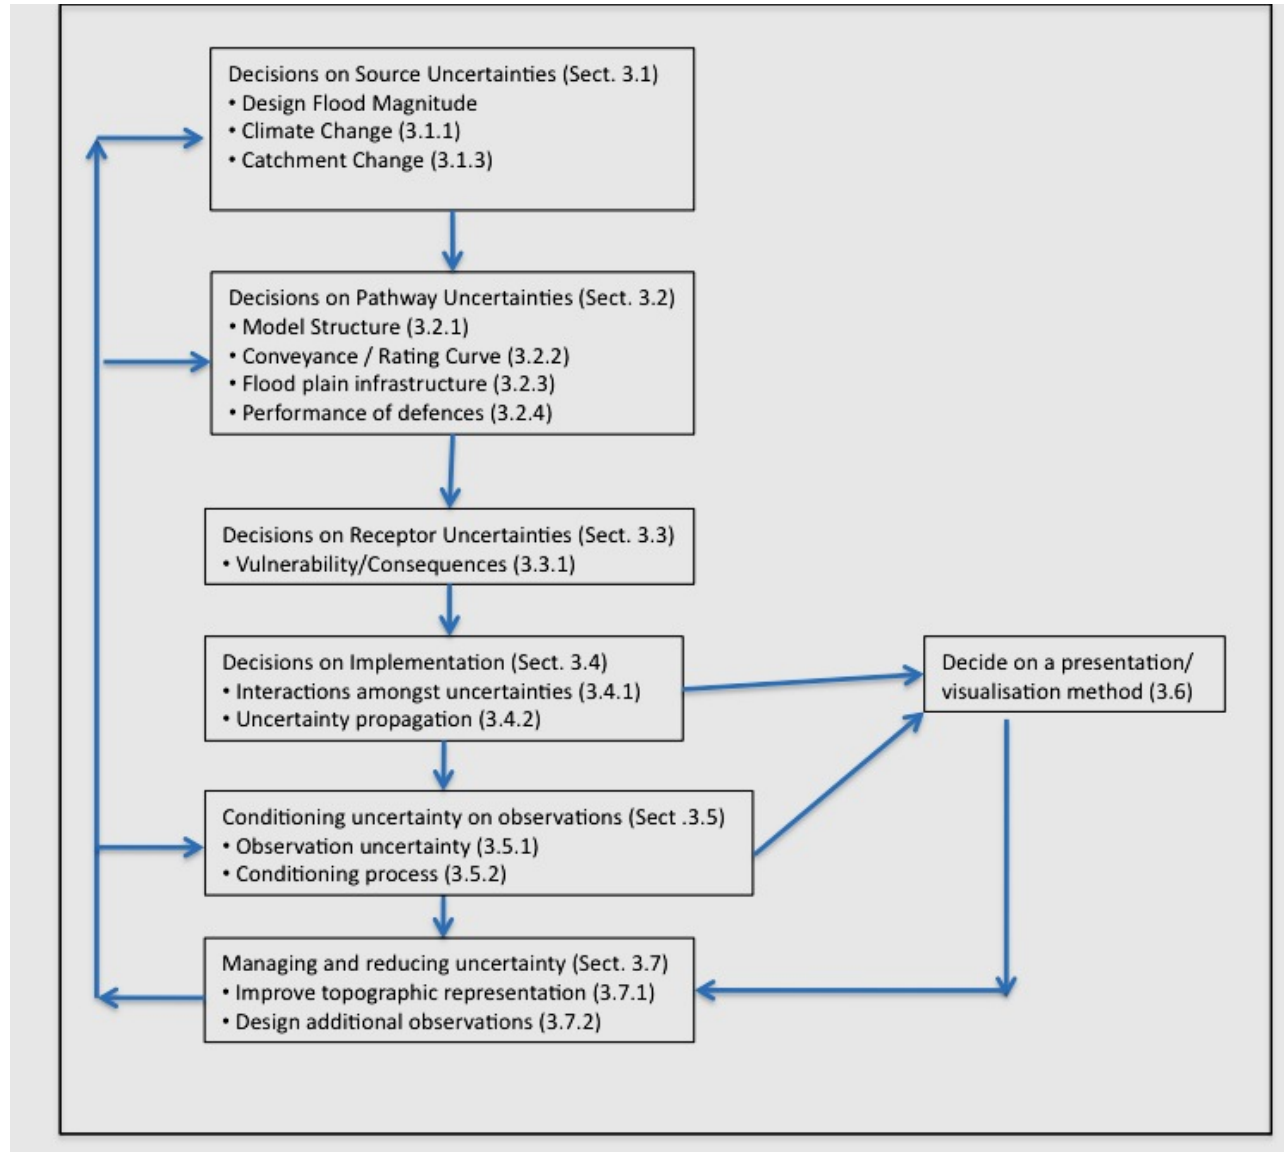 Decisions on Source Uncertainties (Sect. 3.1)
• Design Flood Magnitude
• Climate Change (3.1.1)
• Catchment Change (3.1.3)
Decisions on Pathway Uncertainties (Sect. 3.2)
• Model Structure (3.2.1)
• Conveyance / Rating Curve (3.2.2)
• Flood plain infrastructure (3.2.3)
• Performance of defences (3.2.4)
Decisions on Receptor Uncertainties (Sect. 3.3)
• Vulnerability/Consequences (3.3.1)
Decisions on Implementation (Sect. 3.4)
• Interactions amongst uncertainties (3.4.1)
• Uncertainty propagation (3.4.2)
Decide on a presentation/
visualisation method (3.6)
Conditioning uncertainty on observations (Sect .3.5)
• Observation uncertainty (3.5.1)
• Conditioning process (3.5.2)
Managing and reducing uncertainty (Sect. 3.7)
• Improve topographic representation (3.7.1)
• Design additional observations (3.7.2)